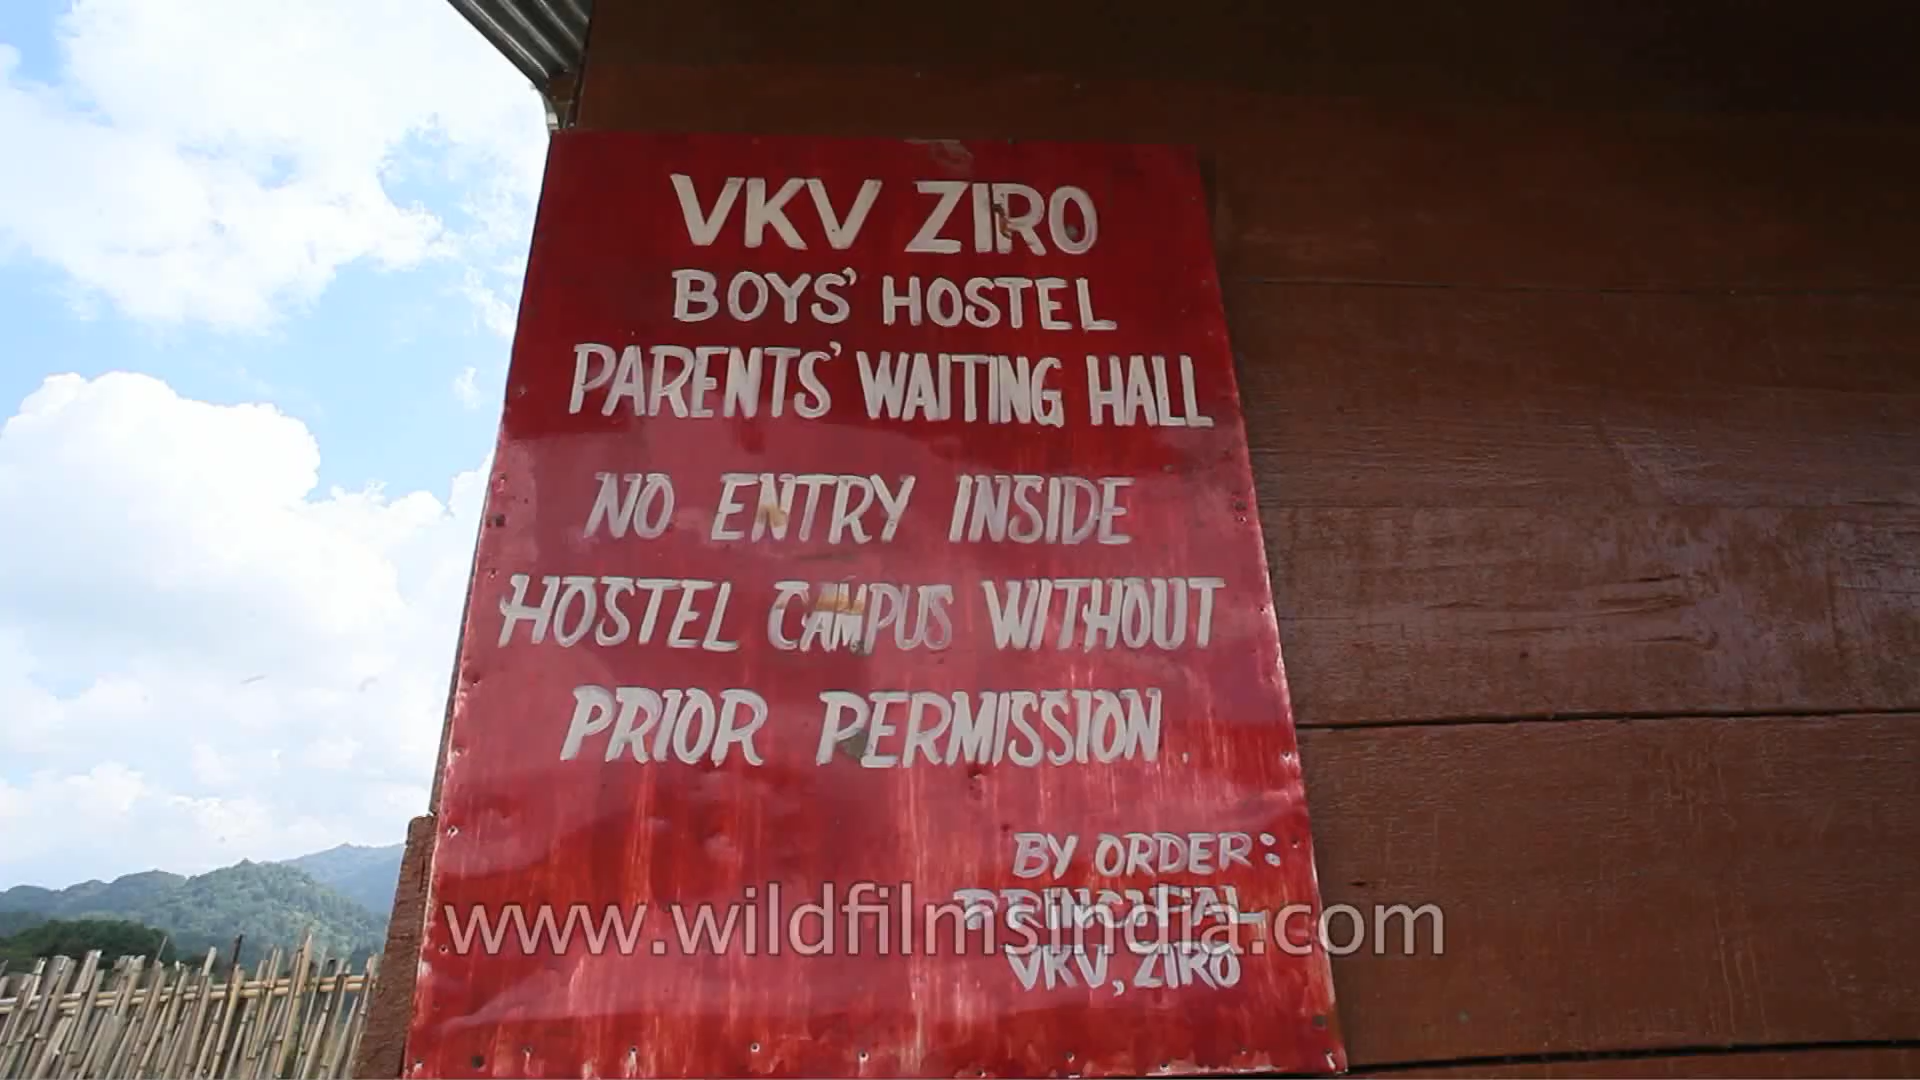 VKV ZIRO
BOYS' HOSTEL
PARENTS' WAITING HALL
NO ENTRY INSIDE
HOSTEL CAMPUS WITHOUT
PRIOR PERMISSION.
BY ORDER:
PRINCIPAL
www.wildfilmsindia.com
VKV, ZIRO